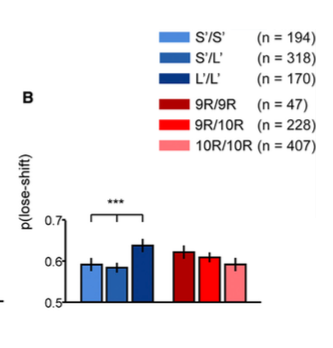 S'/S' (n = 194)
S'/L' (n = 318)
L'/L' (n = 170)
B
9R/9R (n = 47)
9R/10R (n = 228)
10R/10R (n = 407)
p(lose-shift)
***
0.7
0.6
0.5